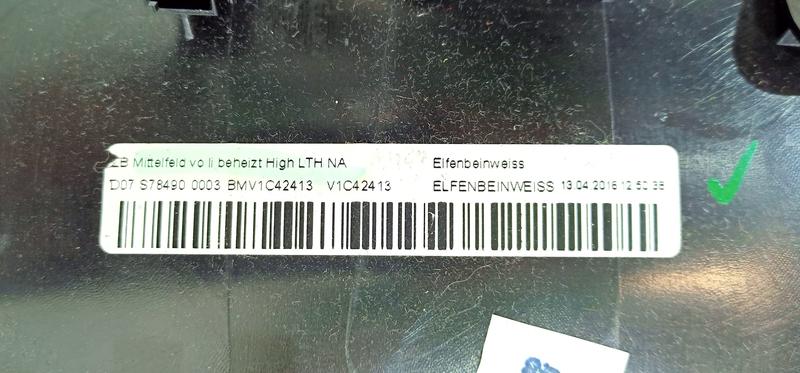 ZB Mittelfeld vo li beheizt High LTH NA Elfenbeinweiss
D07 S78490 0003 BMV1C42413 V1C42413 ELFENBEINWEISS 13.04.2016 12:50:38